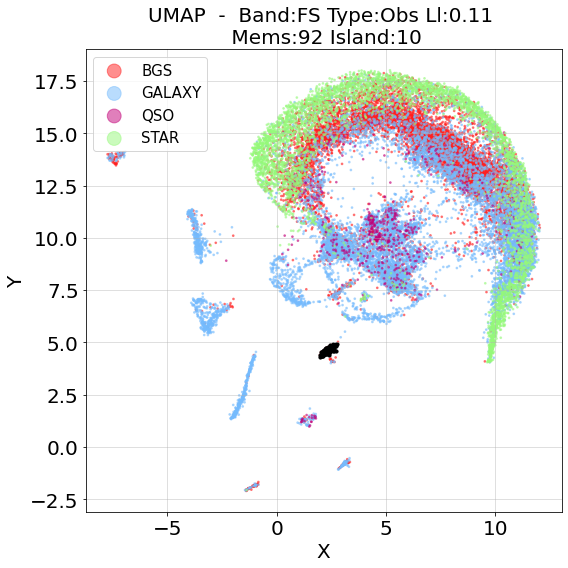 UMAP  -  Band:FS Type:Obs Ll:0.11
Mems:92 Island:10
BGS
GALAXY
QSO
STAR
17.5
15.0
12.5
10.0
7.5
5.0
2.5
0.0
−2.5
Y
−5
0
5
10
X